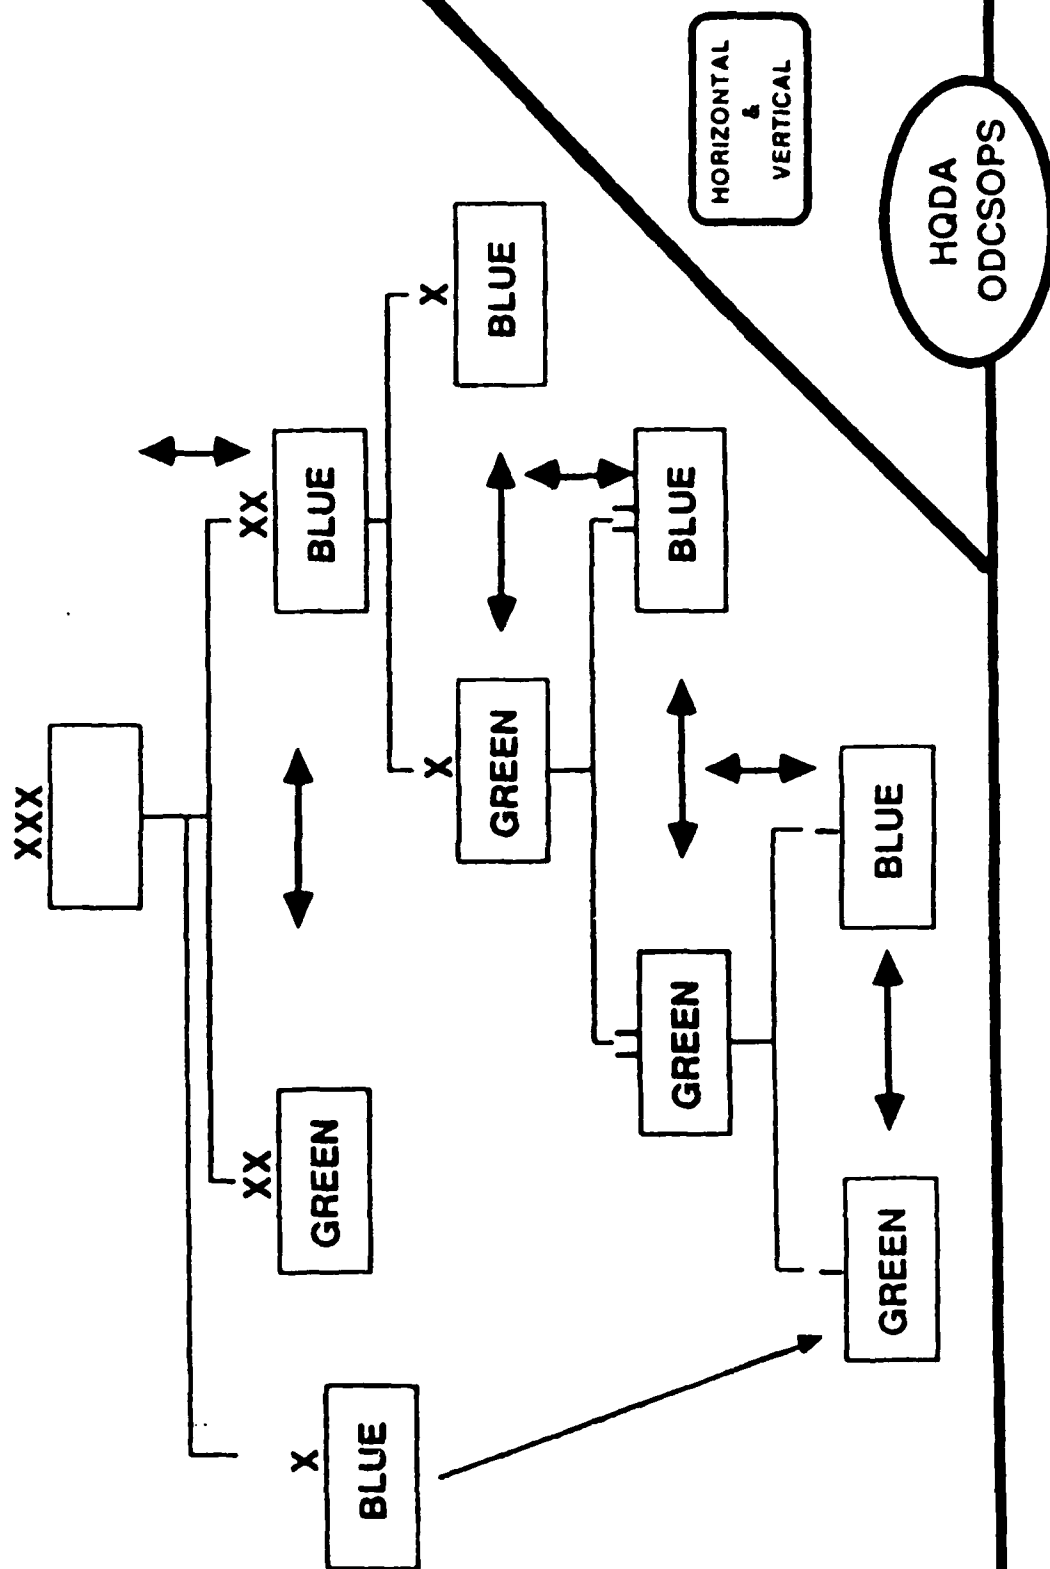 XXX
XX
XX
GREEN
BLUE
X
BLUE
X
X
GREEN
BLUE
GREEN
BLUE
HORIZONTAL
&
VERTICAL
GREEN
BLUE
HQDA
ODCSOPS